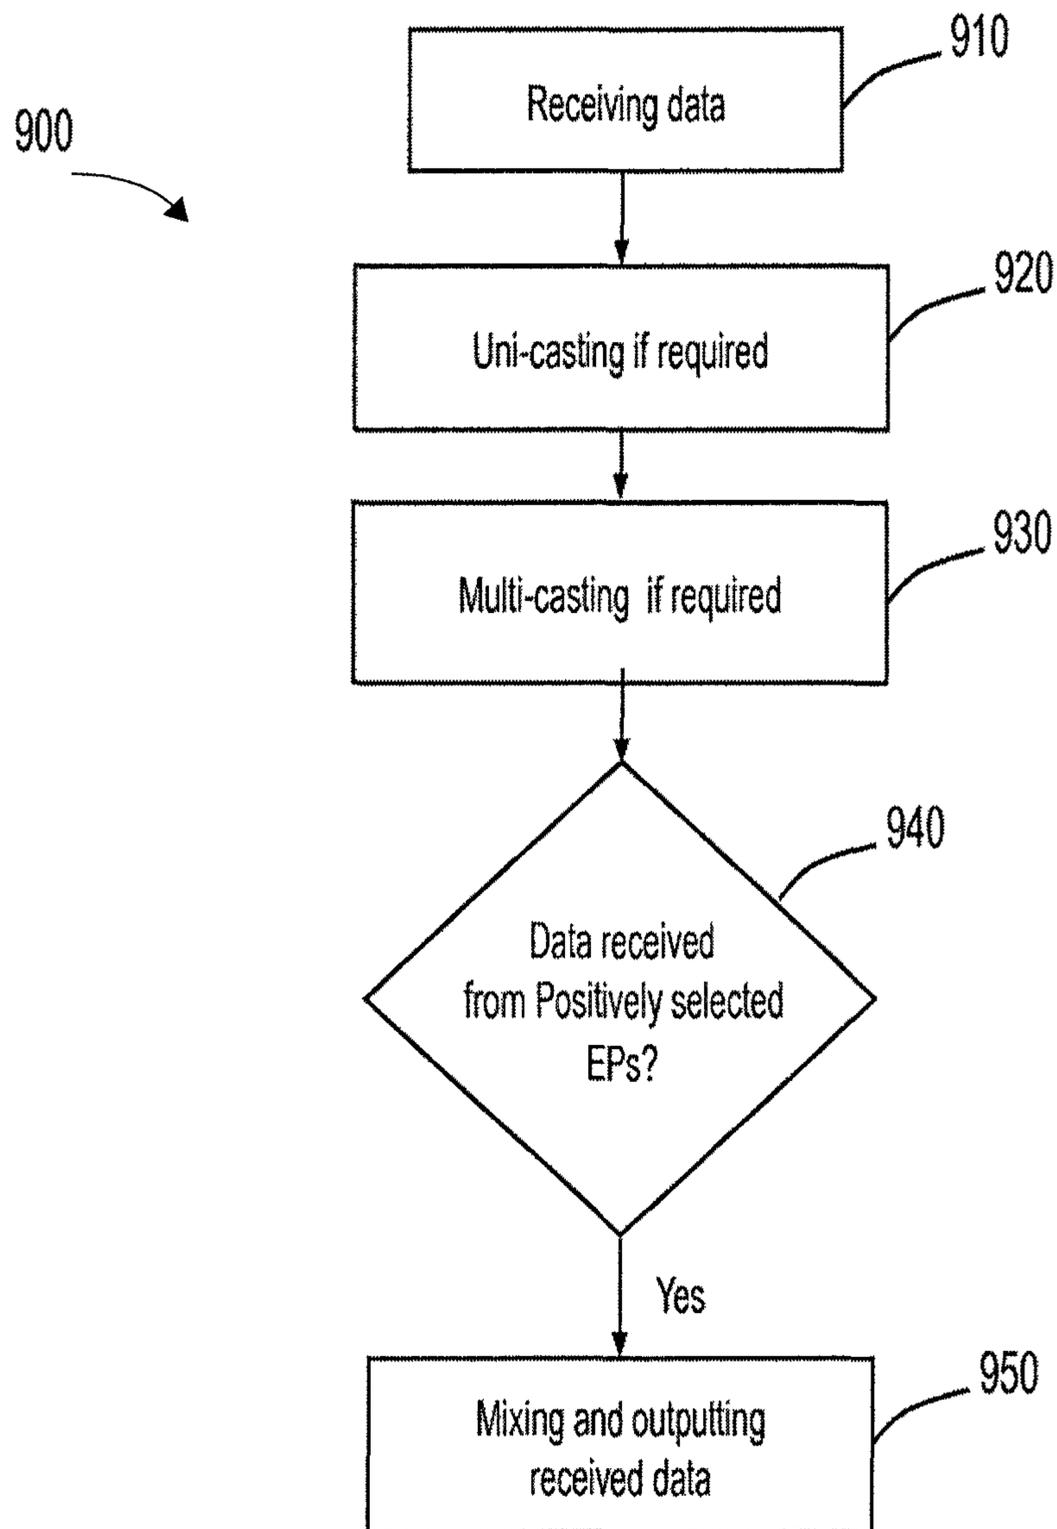 910
Receiving data
900
920
Uni-casting if required
930
Multi-casting if required
940
Data received
from Positively selected
EPs?
Yes
950
Mixing and outputting
received data